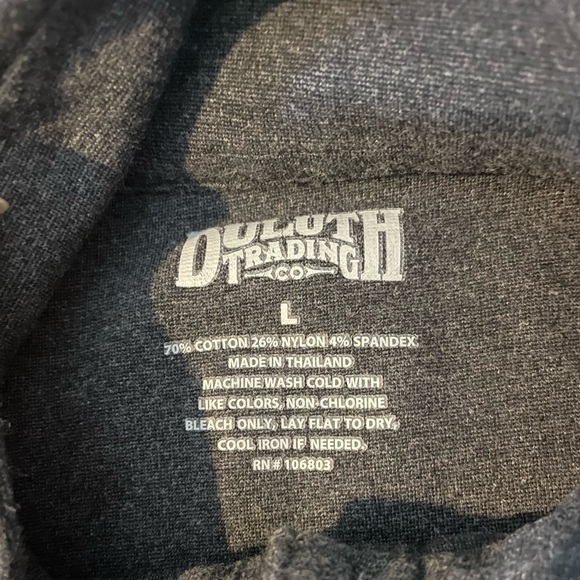 DULUTH
TRADING
CO
L
70% COTTON 26% NYLON 4% SPANDEX.
MADE IN THAILAND
MACHINE WASH COLD WITH
LIKE COLORS, NON-CHLORINE
BLEACH ONLY, LAY FLAT TO DRY,
COOL IRON IF NEEDED.
RN# 106803